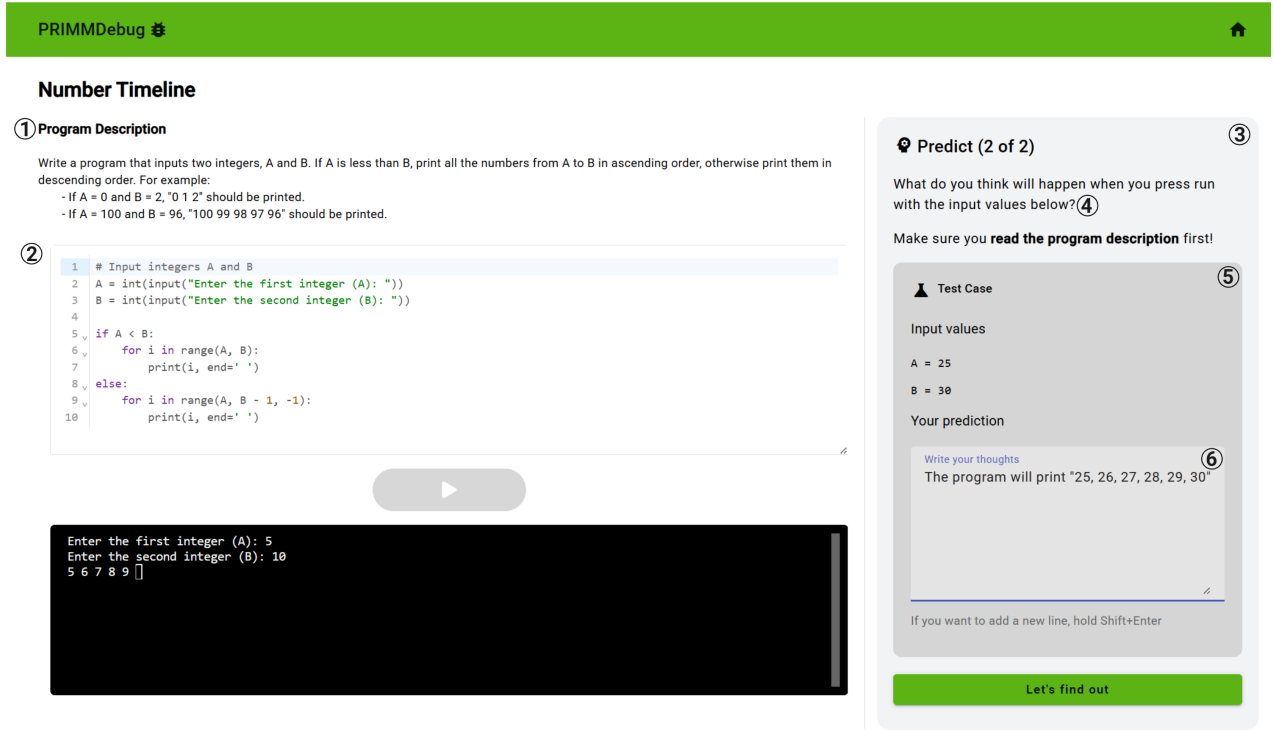 PRIMMDebug
Number Timeline
① Program Description
Write a program that inputs two integers, A and B. If A is less than B, print all the numbers from A to B in ascending order, otherwise print them in
descending order. For example:
- If A = 0 and B = 2, "0 1 2" should be printed.
- If A = 100 and B = 96, "100 99 98 97 96" should be printed.
②
1 # Input integers A and B
2 A = int(input("Enter the first integer (A): "))
3 B = int(input("Enter the second integer (B): "))
4
5 if A < B:
6     for i in range(A, B):
7         print(i, end=' ')
8 else:
9     for i in range(A, B - 1, -1):
10         print(i, end=' ')
Enter the first integer (A): 5
Enter the second integer (B): 10
5 6 7 8 9
③
Predict (2 of 2)
What do you think will happen when you press run
with the input values below? ④
Make sure you read the program description first!
⑤
Test Case
Input values
A = 25
B = 30
Your prediction
Write your thoughts ⑥
The program will print "25, 26, 27, 28, 29, 30"
If you want to add a new line, hold Shift+Enter
Let's find out